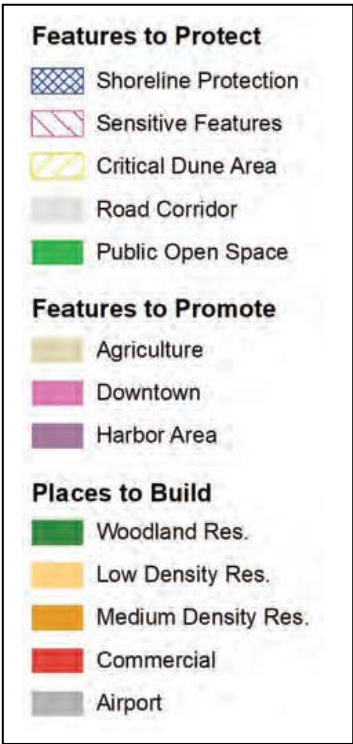 Features to Protect
Shoreline Protection
Sensitive Features
Critical Dune Area
Road Corridor
Public Open Space
Features to Promote
Agriculture
Downtown
Harbor Area
Places to Build
Woodland Res.
Low Density Res.
Medium Density Res.
Commercial
Airport